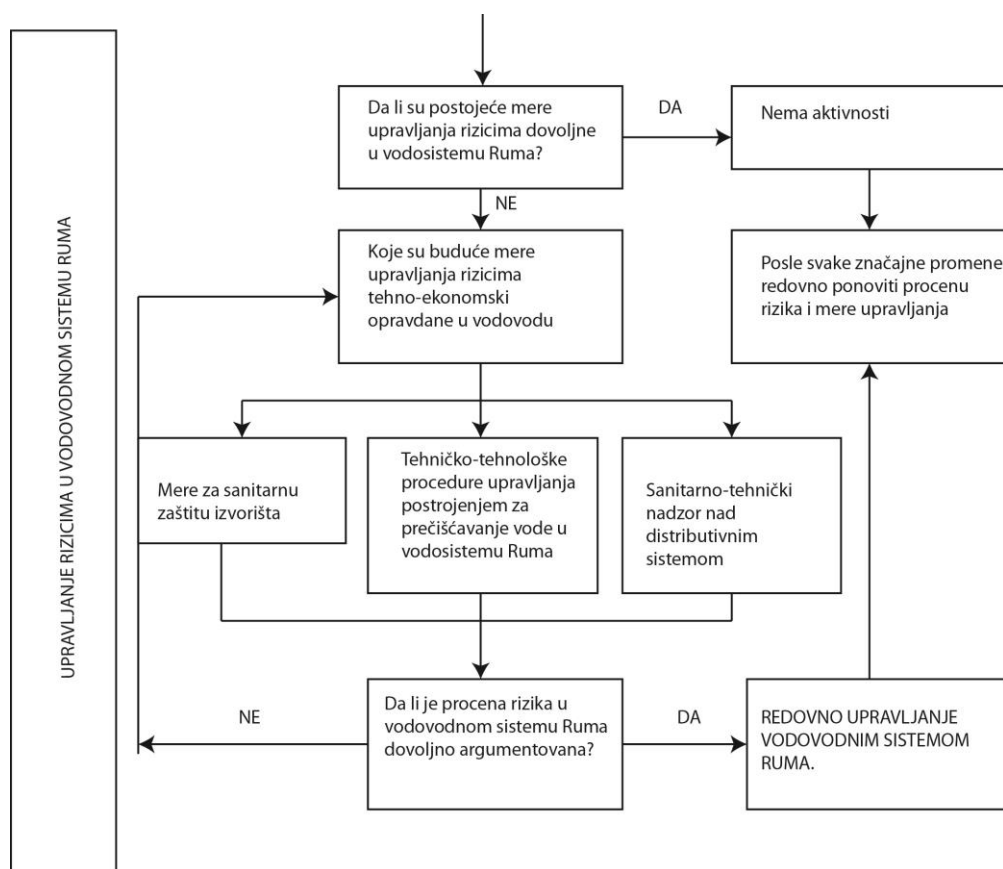 UPRAVLJANJE RIZICIMA U VODOVODNOM SISTEMU RUMA
Da li su postojeće mere
upravljanja rizicima dovoljne
u vodosistemu Ruma?
DA
Nema aktivnosti
NE
Koje su buduće mere
upravljanja rizicima
tehno-ekonomski
opravdane u vodovodu
Posle svake značajne promene
redovno ponoviti procenu
rizika i mere upravljanja
Mere za sanitarnu
zaštitu izvorišta
Tehničko-tehnološke
procedure upravljanja
postrojenjem za
prečišćavanje vode u
vodosistemu Ruma
Sanitarno-tehnički
nadzor nad
distributivnim
sistemom
NE
Da li je procena rizika u
vodovodnom sistemu Ruma
dovoljno argumentovana?
DA
REDOVNO UPRAVLJANJE
VODOVODNIM SISTEMOM
RUMA.